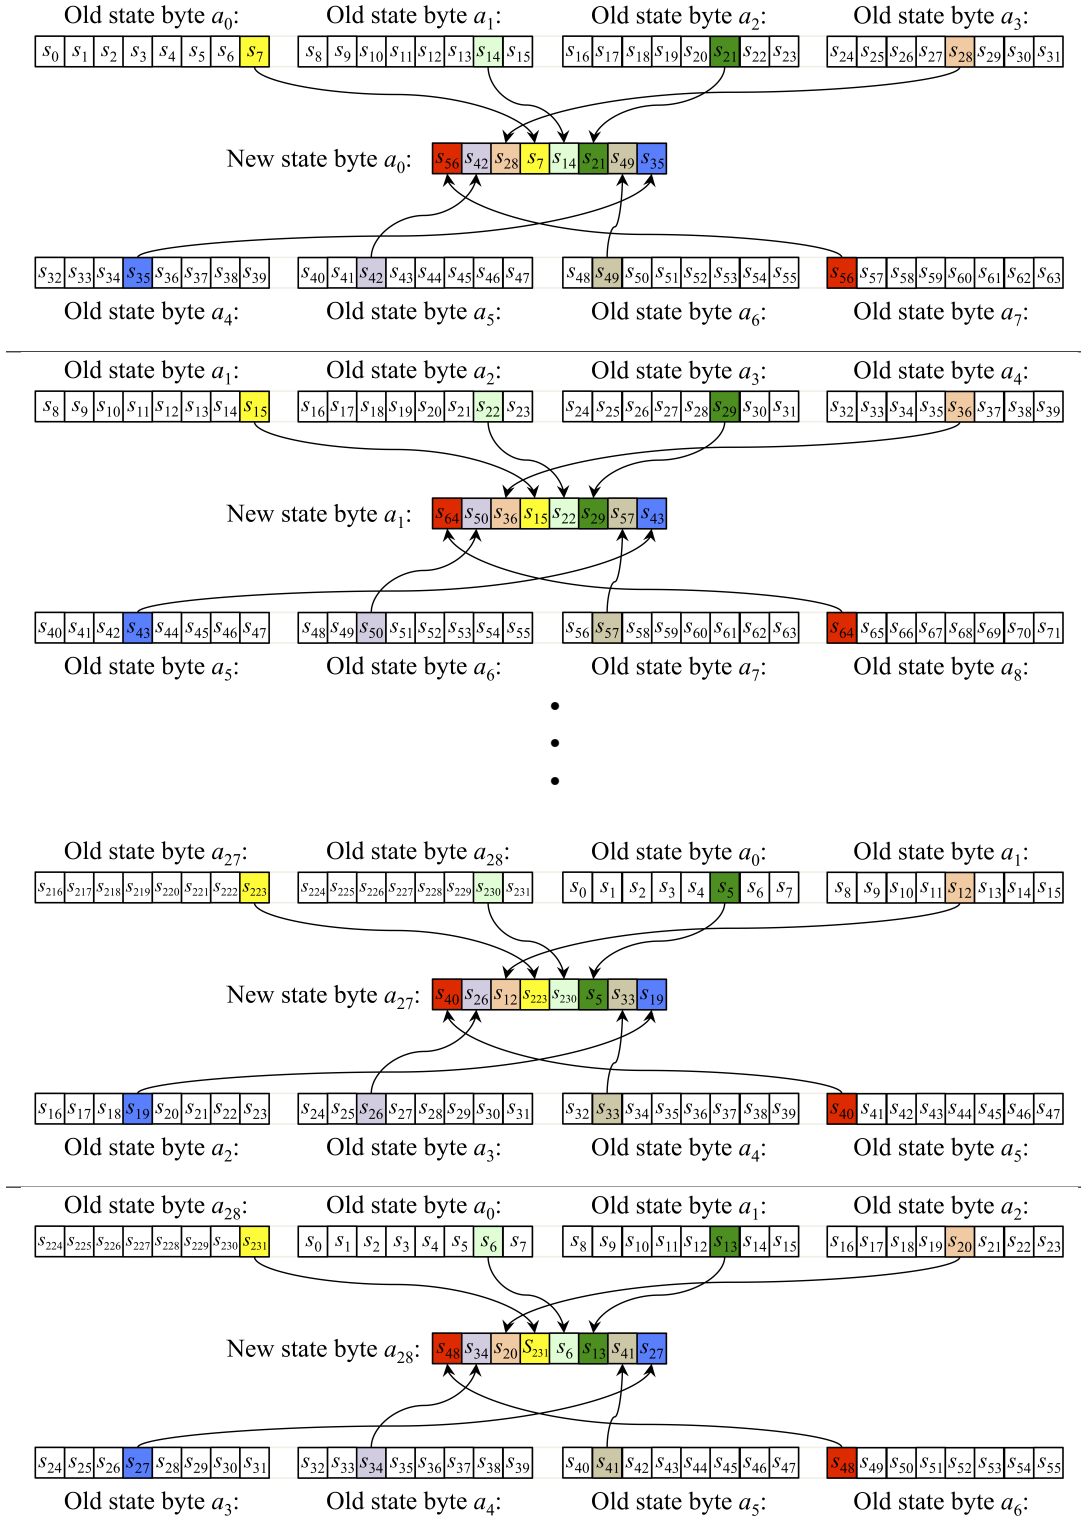 Old state byte a0: Old state byte a1: Old state byte a2: Old state byte a3:
s0 s1 s2 s3 s4 s5 s6 s7 s8 s9 s10 s11 s12 s13 s14 s15 s16 s17 s18 s19 s20 s21 s22 s23 s24 s25 s26 s27 s28 s29 s30 s31
New state byte a0: s56 s42 s28 s7 s14 s21 s49 s35
s32 s33 s34 s35 s36 s37 s38 s39 s40 s41 s42 s43 s44 s45 s46 s47 s48 s49 s50 s51 s52 s53 s54 s55 s56 s57 s58 s59 s60 s61 s62 s63
Old state byte a4: Old state byte a5: Old state byte a6: Old state byte a7:
Old state byte a1: Old state byte a2: Old state byte a3: Old state byte a4:
s8 s9 s10 s11 s12 s13 s14 s15 s16 s17 s18 s19 s20 s21 s22 s23 s24 s25 s26 s27 s28 s29 s30 s31 s32 s33 s34 s35 s36 s37 s38 s39
New state byte a1: s64 s50 s36 s15 s22 s29 s57 s43
s40 s41 s42 s43 s44 s45 s46 s47 s48 s49 s50 s51 s52 s53 s54 s55 s56 s57 s58 s59 s60 s61 s62 s63 s64 s65 s66 s67 s68 s69 s70 s71
Old state byte a5: Old state byte a6: Old state byte a7: Old state byte a8:
Old state byte a27: Old state byte a28: Old state byte a0: Old state byte a1:
s216 s217 s218 s219 s220 s221 s222 s223 s224 s225 s226 s227 s228 s229 s230 s231 s0 s1 s2 s3 s4 s5 s6 s7 s8 s9 s10 s11 s12 s13 s14 s15
New state byte a27: s40 s26 s12 s223 s230 s5 s33 s19
s16 s17 s18 s19 s20 s21 s22 s23 s24 s25 s26 s27 s28 s29 s30 s31 s32 s33 s34 s35 s36 s37 s38 s39 s40 s41 s42 s43 s44 s45 s46 s47
Old state byte a2: Old state byte a3: Old state byte a4: Old state byte a5:
Old state byte a28: Old state byte a0: Old state byte a1: Old state byte a2:
s224 s225 s226 s227 s228 s229 s230 s231 s0 s1 s2 s3 s4 s5 s6 s7 s8 s9 s10 s11 s12 s13 s14 s15 s16 s17 s18 s19 s20 s21 s22 s23
New state byte a28: s48 s34 s20 s231 s6 s13 s41 s27
s24 s25 s26 s27 s28 s29 s30 s31 s32 s33 s34 s35 s36 s37 s38 s39 s40 s41 s42 s43 s44 s45 s46 s47 s48 s49 s50 s51 s52 s53 s54 s55
Old state byte a3: Old state byte a4: Old state byte a5: Old state byte a6: